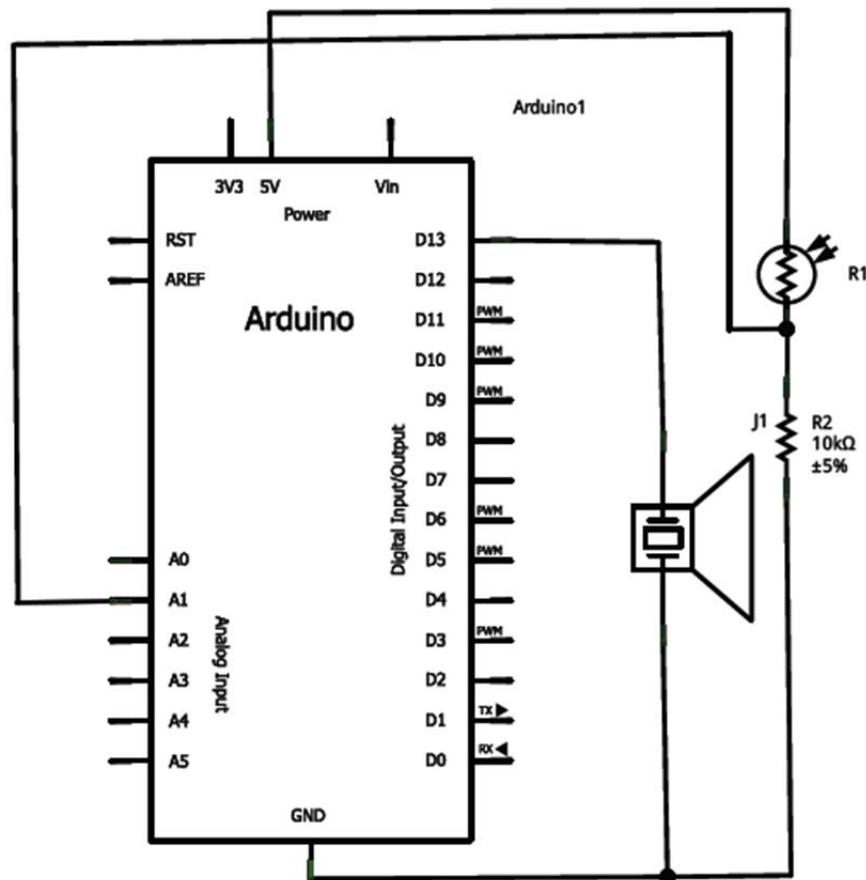 Arduino1
3V3 5V Vin
Power
RST D13
AREF D12
D11 PWM
Arduino
D10 PWM
D9 PWM
D8
D7
D6 PWM
Digital Input/Output
A0 D5 PWM
A1 D4
A2 D3 PWM
Analog Input
A3 D2
A4 D1 TX
A5 D0 RX
GND
R1
J1 R2
10kΩ
±5%